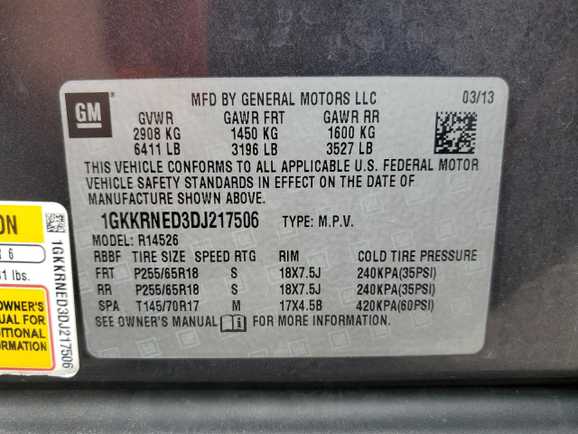 GM
MFD BY GENERAL MOTORS LLC
03/13
GVWR GAWR FRT GAWR RR
2908 KG 1450 KG 1600 KG
6411 LB 3196 LB 3527 LB
THIS VEHICLE CONFORMS TO ALL APPLICABLE U.S. FEDERAL MOTOR
VEHICLE SAFETY STANDARDS IN EFFECT ON THE DATE OF
MANUFACTURE SHOWN ABOVE.
1GKKRNED3DJ217506 TYPE: M.P.V.
MODEL: R14526
RBBF TIRE SIZE SPEED RTG RIM COLD TIRE PRESSURE
FRT P255/65R18 S 18X7.5J 240KPA(35PSI)
RR P255/65R18 S 18X7.5J 240KPA(35PSI)
SPA T145/70R17 M 17X4.5B 420KPA(60PSI)
SEE OWNER'S MANUAL FOR MORE INFORMATION.
ON
6
lbs.
OWNER'S
UAL FOR
DITIONAL
ORMATION
1GKKRNED3DJ217506